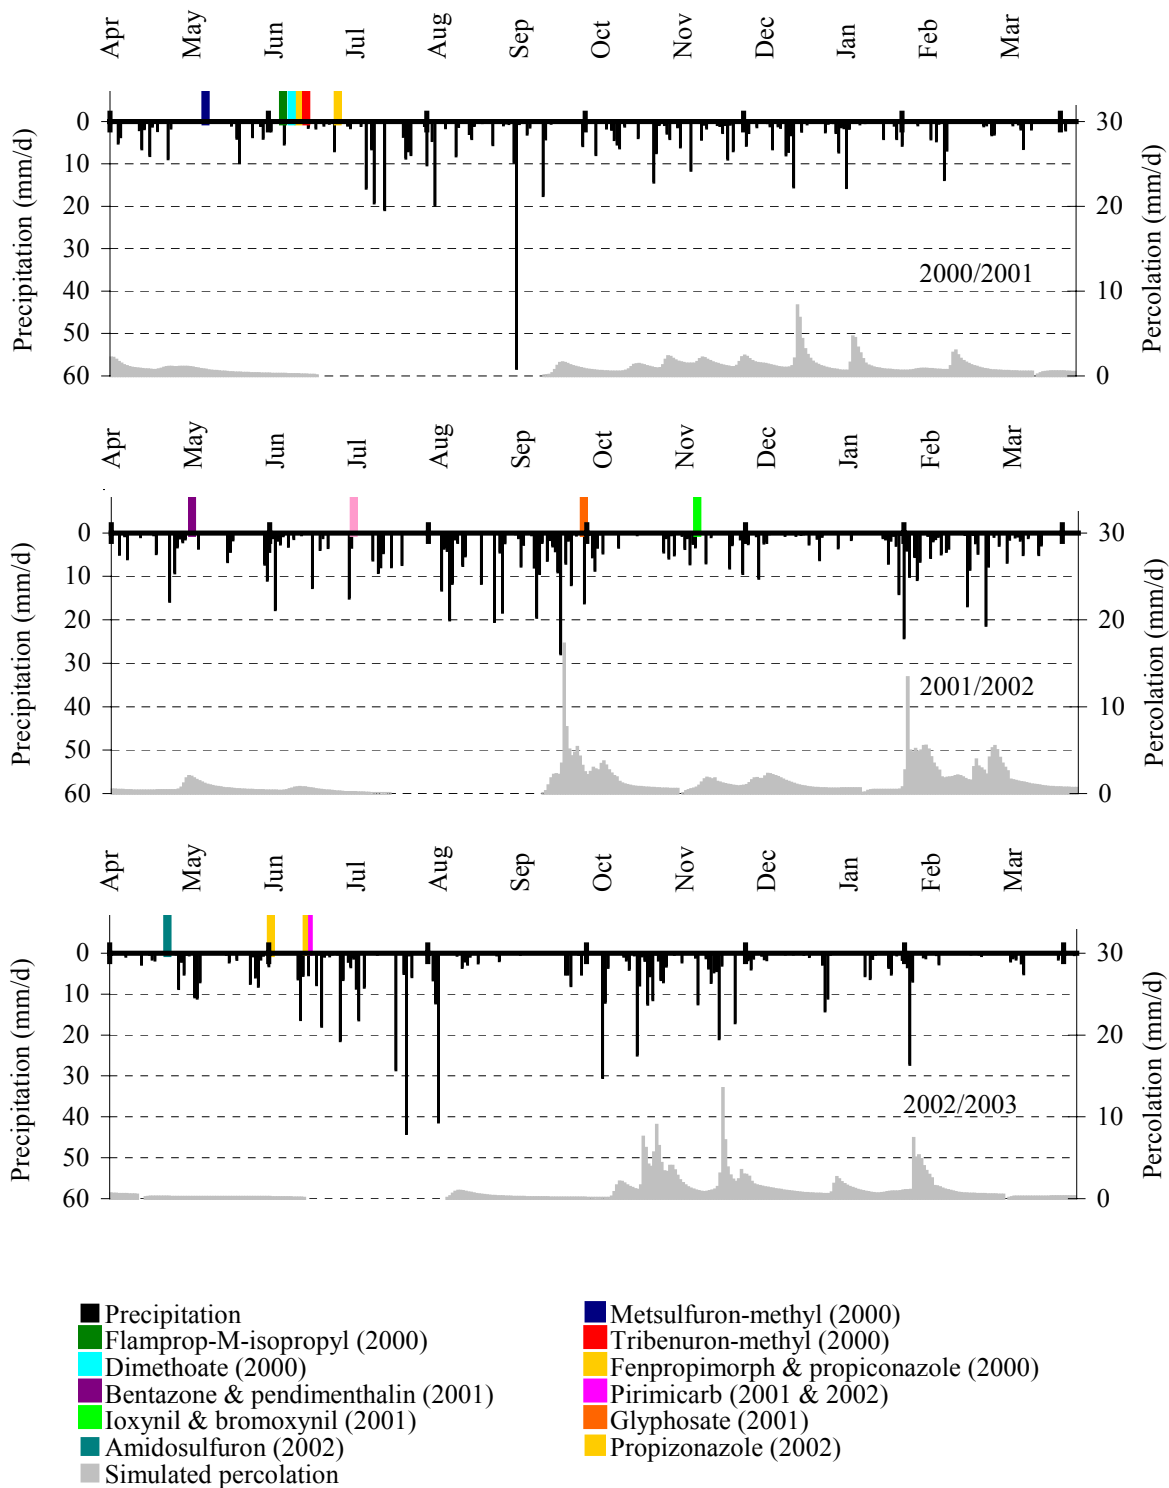 Apr May Jun Jul Aug Sep Oct Nov Dec Jan Feb Mar
Precipitation (mm/d)
0
10
20
30
40
50
60
30
20
10
0
Percolation (mm/d)
2000/2001
Apr May Jun Jul Aug Sep Oct Nov Dec Jan Feb Mar
Precipitation (mm/d)
0
10
20
30
40
50
60
30
20
10
0
Percolation (mm/d)
2001/2002
Apr May Jun Jul Aug Sep Oct Nov Dec Jan Feb Mar
Precipitation (mm/d)
0
10
20
30
40
50
60
30
20
10
0
Percolation (mm/d)
2002/2003
Precipitation
Metsulfuron-methyl (2000)
Flamprop-M-isopropyl (2000)
Tribenuron-methyl (2000)
Dimethoate (2000)
Fenpropimorph & propiconazole (2000)
Bentazone & pendimenthalin (2001)
Pirimicarb (2001 & 2002)
Ioxynil & bromoxynil (2001)
Glyphosate (2001)
Amidosulfuron (2002)
Propizonazole (2002)
Simulated percolation